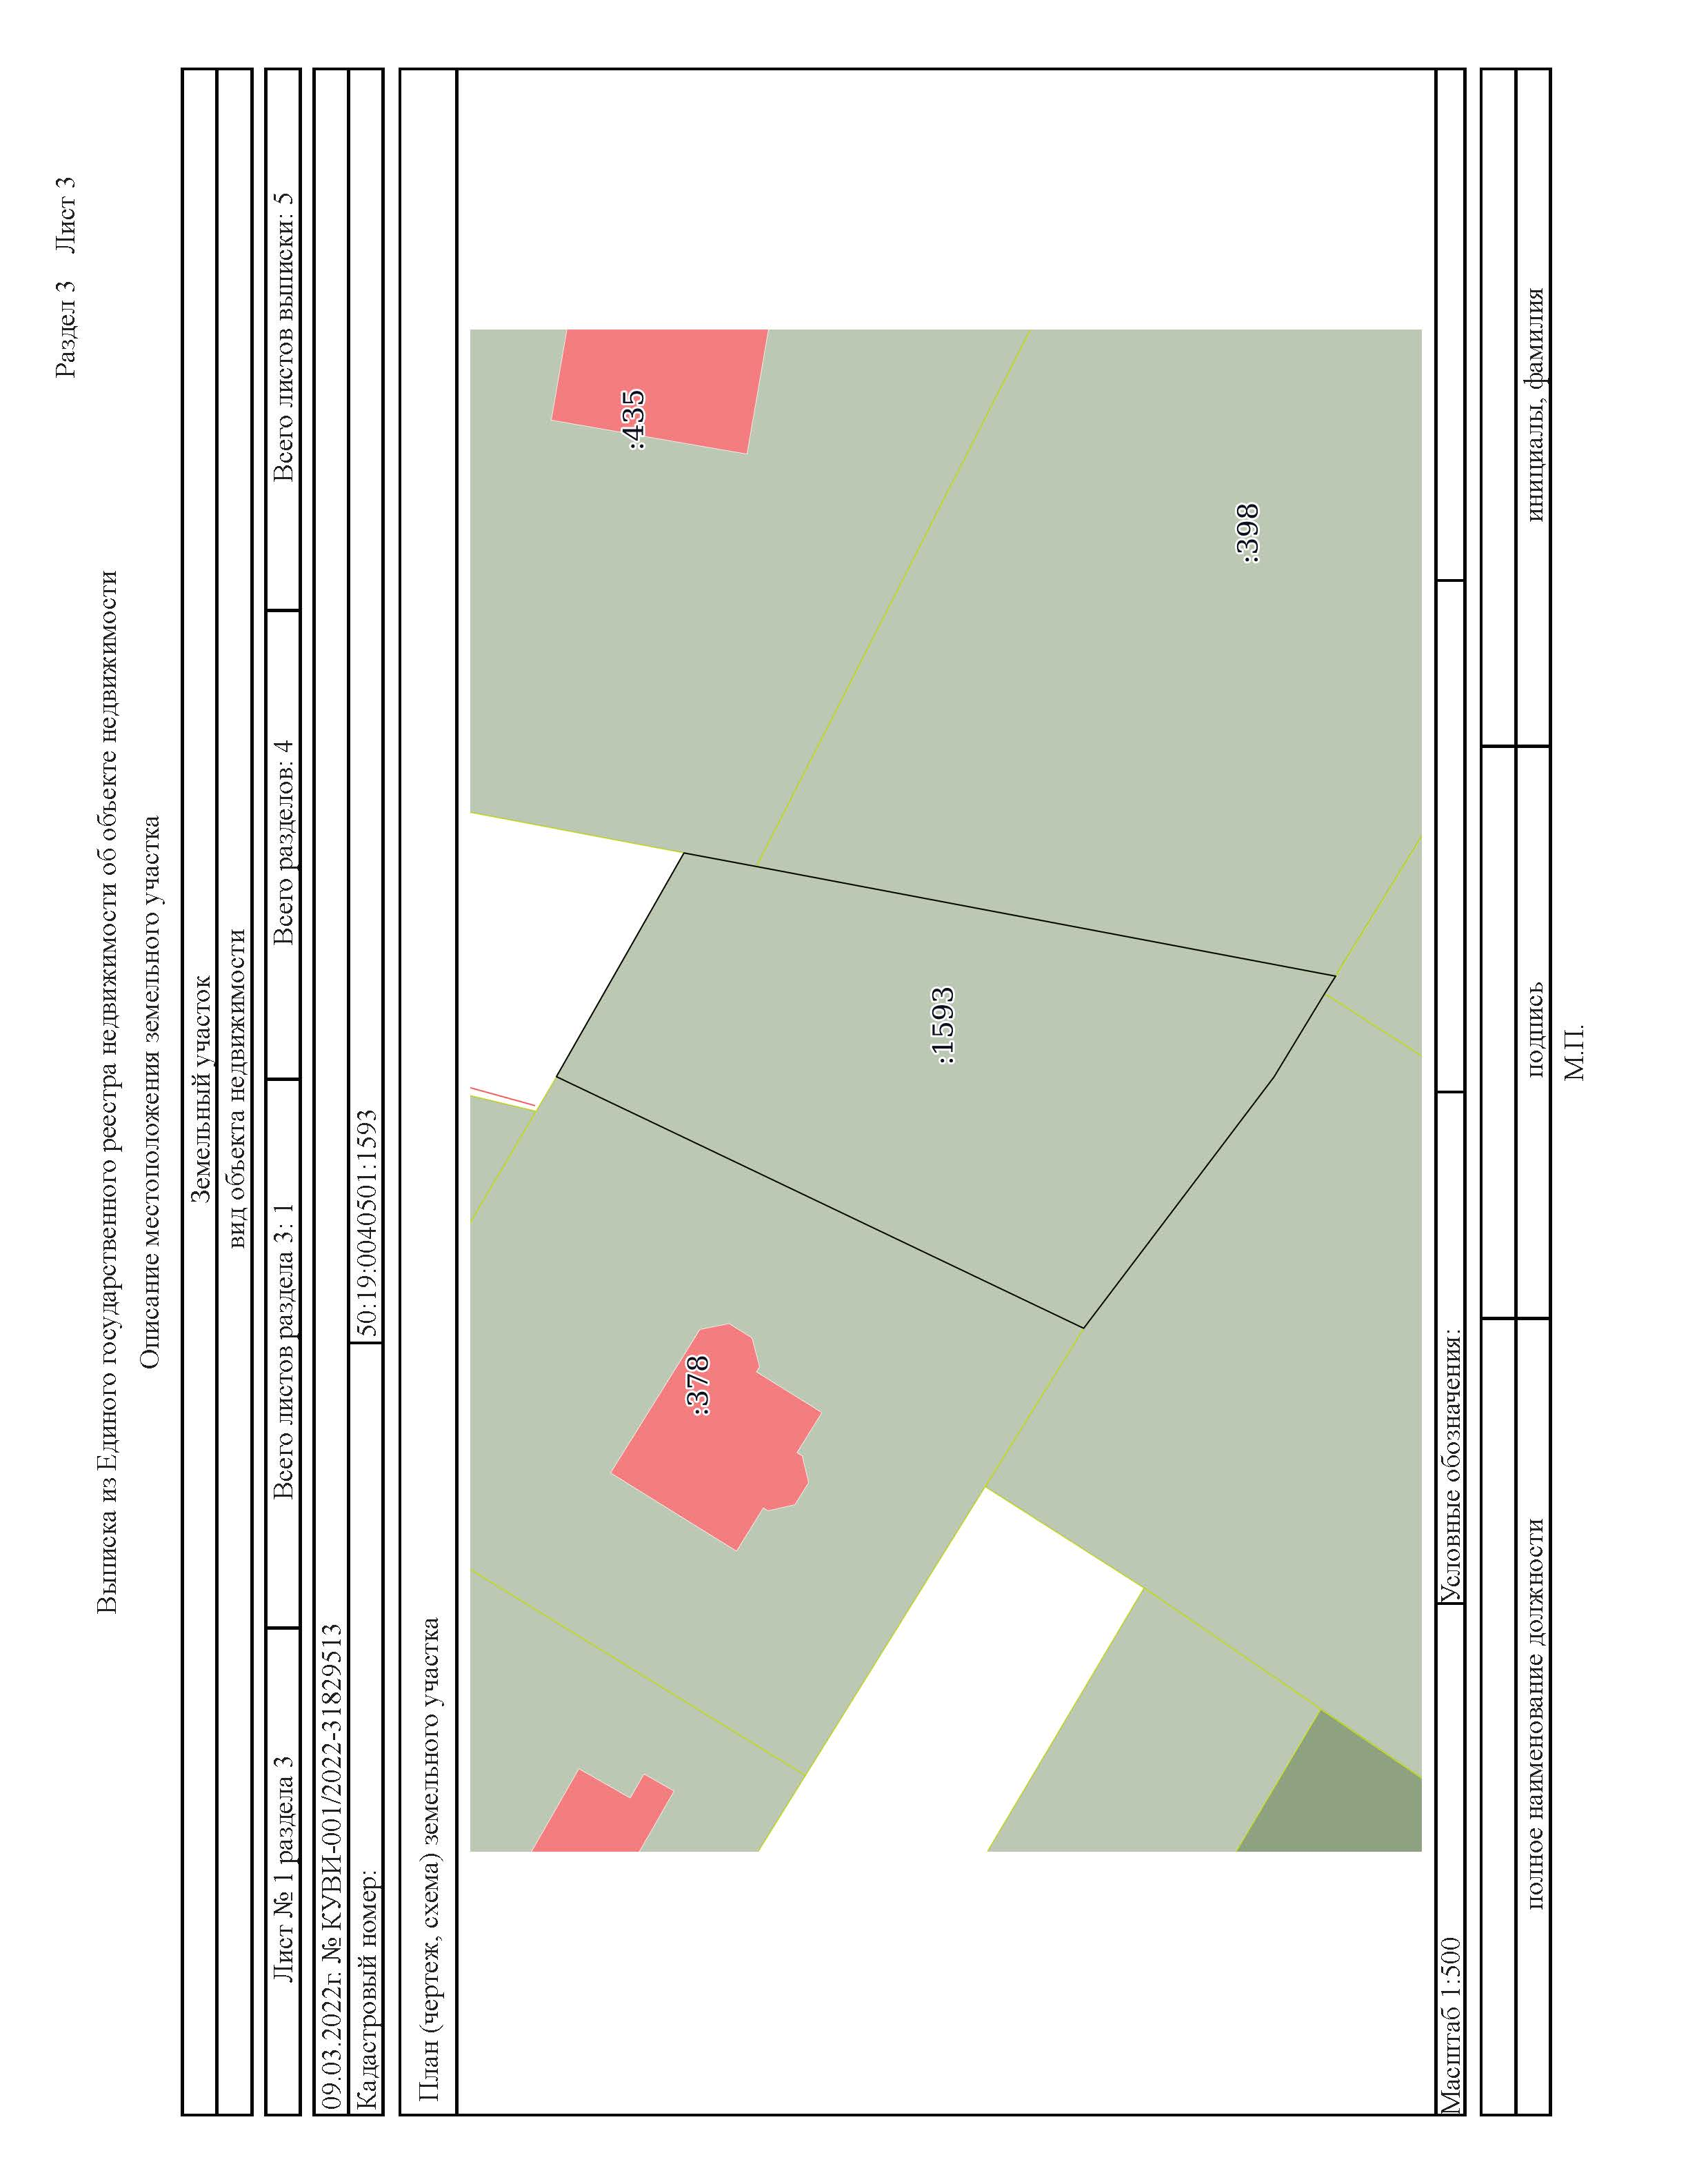 Раздел 3 Лист 3
Выписка из Единого государственного реестра недвижимости об объекте недвижимости
Описание местоположения земельного участка
Земельный участок
вид объекта недвижимости
Лист № 1 раздела 3 Всего листов раздела 3: 1 Всего разделов: 4 Всего листов выписки: 5
09.03.2022г. № КУВИ-001/2022-31829513
Кадастровый номер: 50:19:0040501:1593
План (чертеж, схема) земельного участка
:435
:378
:1593
:398
Масштаб 1:500 Условные обозначения:
полное наименование должности подпись инициалы, фамилия
М.П.